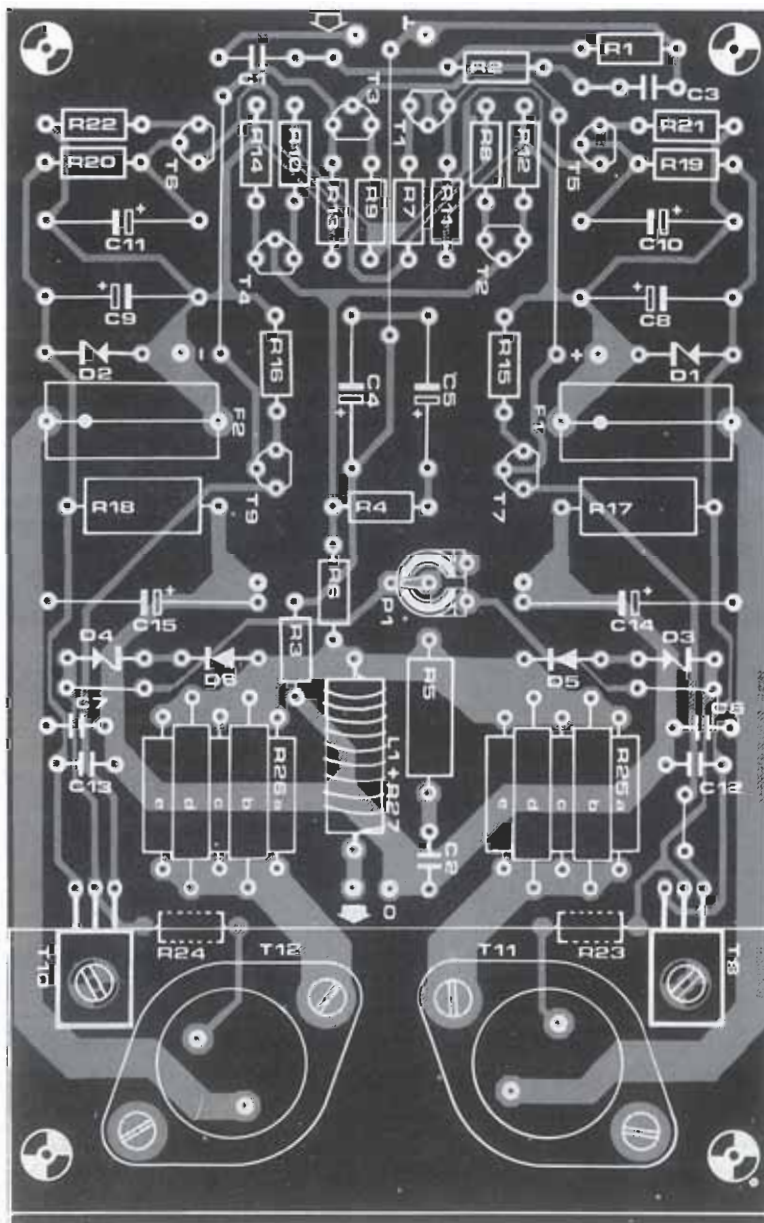 ⊥
R1
R2
C3
T3
T1
R22
R14
R10
R8
R12
R21
R20
T6
T5
R19
R13
R9
R7
R11
C11
+
+
C10
T4
T2
+
C9
+
C8
D2
-
R16
C4
C5
R15
+
D1
F2
+
+
F1
R18
T9
R4
T7
R17
R6
P1
+
C15
+
C14
D4
R3
R5
D3
D6
D5
C7
C6
L1+R27
R26a
R25a
e
d
c
b
e
d
c
b
C13
C12
C2
0
R24
T12
T11
R23
T10
T8